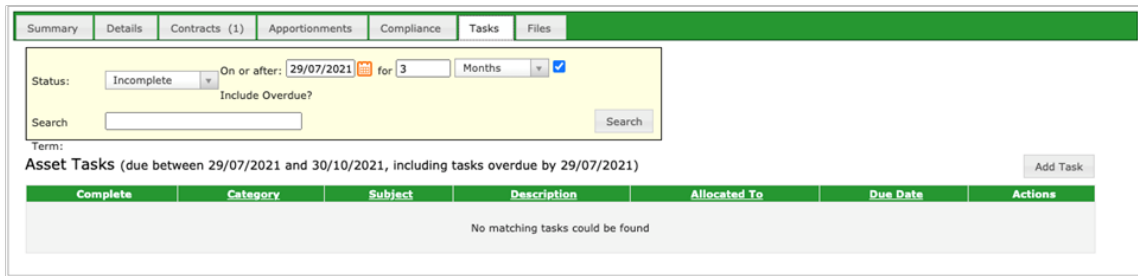 Summary Details Contracts (1) Apportionments Compliance Tasks Files
Status: Incomplete On or after: 29/07/2021 for 3 Months
Include Overdue?
Search Search
Term:
Asset Tasks (due between 29/07/2021 and 30/10/2021, including tasks overdue by 29/07/2021) Add Task
Complete Category Subject Description Allocated To Due Date Actions
No matching tasks could be found